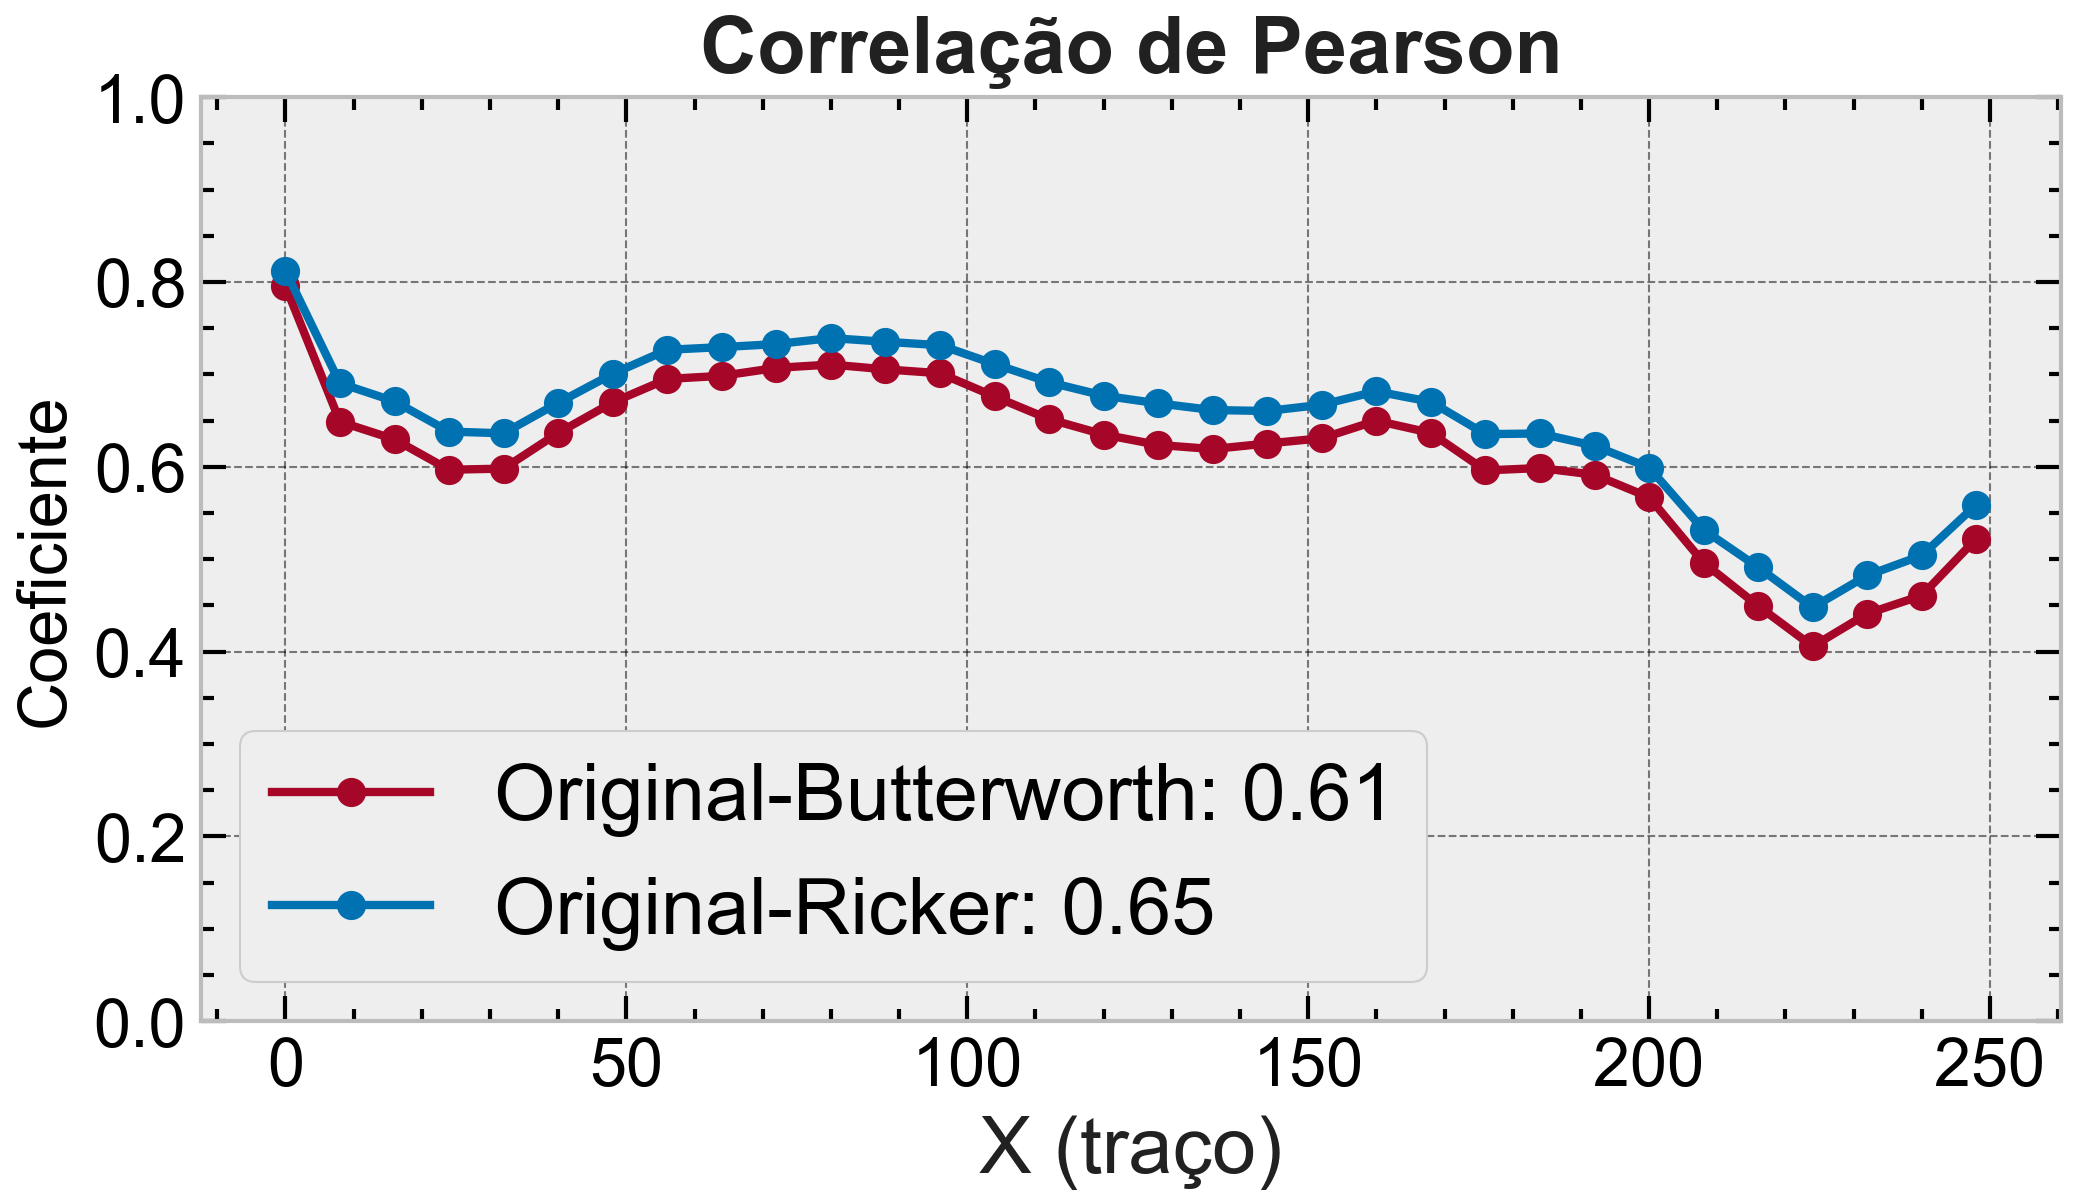 Correlação de Pearson
1.0
0.8
0.6
0.4
0.2
0.0
Coeficiente
Original-Butterworth: 0.61
Original-Ricker: 0.65
0 50 100 150 200 250
X (traço)